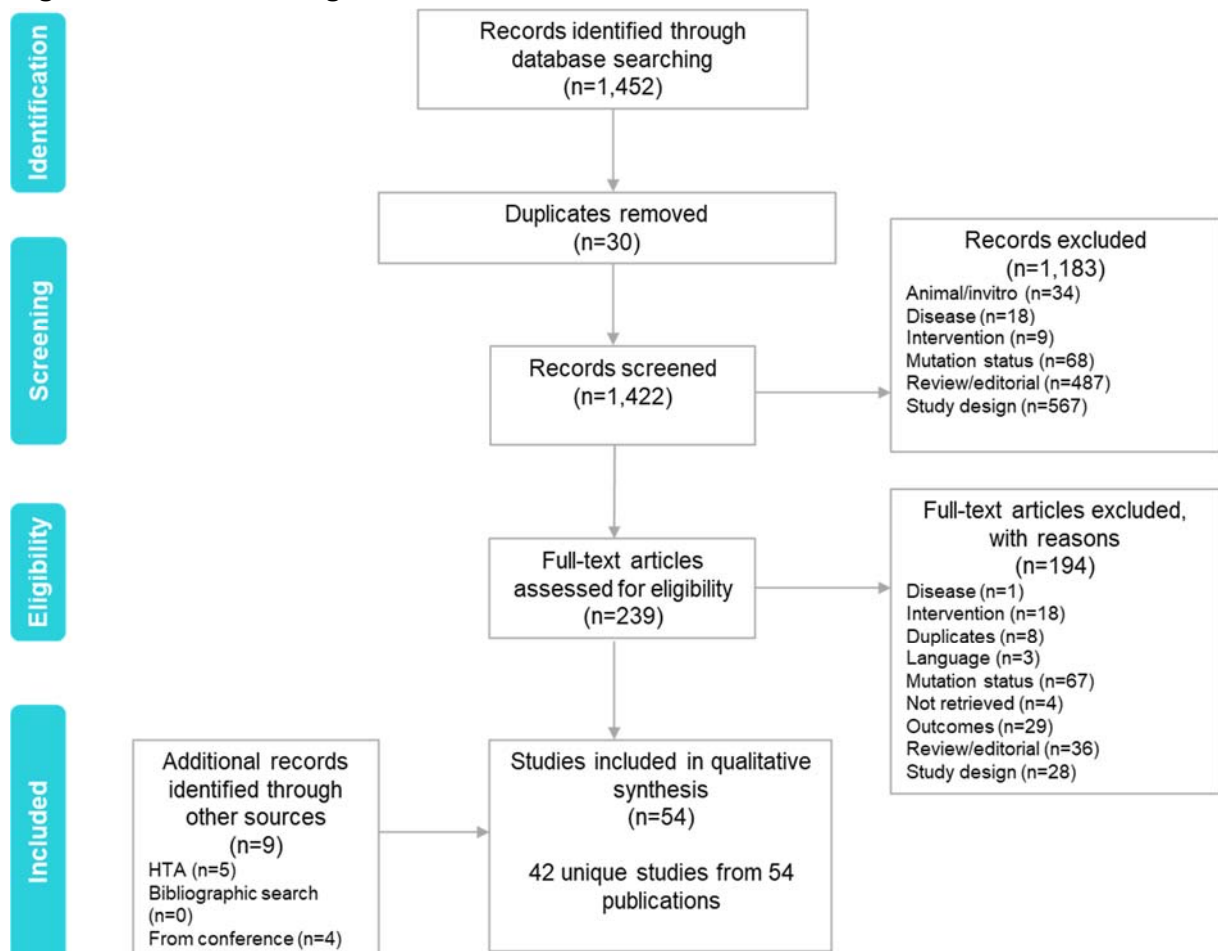 Identification
Records identified through
database searching
(n=1,452)
Duplicates removed
(n=30)
Screening
Records screened
(n=1,422)
Records excluded
(n=1,183)
Animal/invitro (n=34)
Disease (n=18)
Intervention (n=9)
Mutation status (n=68)
Review/editorial (n=487)
Study design (n=567)
Eligibility
Full-text articles
assessed for eligibility
(n=239)
Full-text articles excluded,
with reasons
(n=194)
Disease (n=1)
Intervention (n=18)
Duplicates (n=8)
Language (n=3)
Mutation status (n=67)
Not retrieved (n=4)
Outcomes (n=29)
Review/editorial (n=36)
Study design (n=28)
Included
Additional records
identified through
other sources
(n=9)
HTA (n=5)
Bibliographic search
(n=0)
From conference (n=4)
Studies included in qualitative
synthesis
(n=54)
42 unique studies from 54
publications